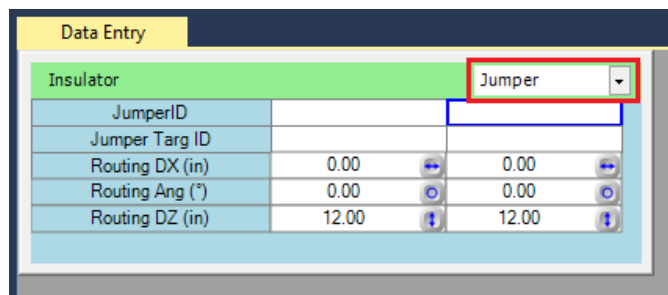 Data Entry
Insulator Jumper
JumperID
Jumper Targ ID
Routing DX (in) 0.00 0.00
Routing Ang (°) 0.00 0.00
Routing DZ (in) 12.00 12.00